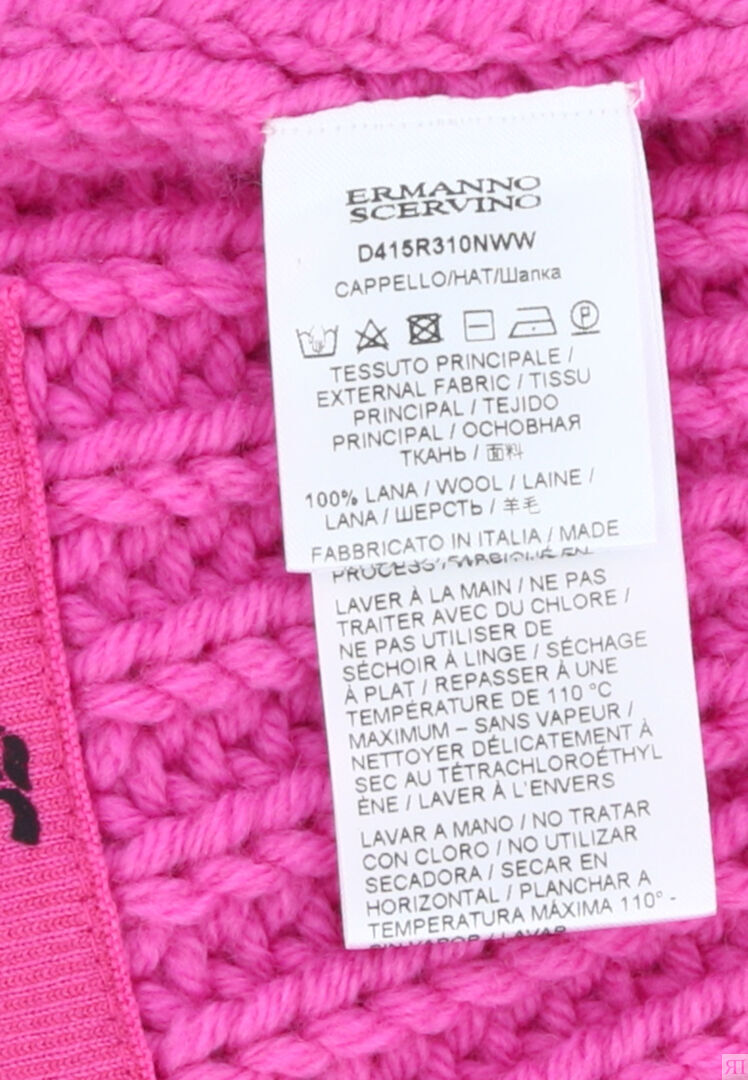 ERMANNO
SCERVINO
D415R310NWW
CAPPELLO/HAT/Шапка
P
TESSUTO PRINCIPALE /
EXTERNAL FABRIC / TISSU
PRINCIPAL / TEJIDO
PRINCIPAL / ОСНОВНАЯ
ТКАНЬ / 面料
100% LANA / WOOL / LAINE /
LANA / ШЕРСТЬ / 羊毛
FABBRICATO IN ITALIA / MADE
LAVER À LA MAIN / NE PAS
TRAITER AVEC DU CHLORE /
NE PAS UTILISER DE
SÉCHOIR À LINGE / SÉCHAGE
À PLAT / REPASSER À UNE
TEMPÉRATURE DE 110 °C
MAXIMUM – SANS VAPEUR /
NETTOYER DÉLICATEMENT À
SEC AU TÉTRACHLOROÉTHYL
ÈNE / LAVER À L'ENVERS
LAVAR A MANO / NO TRATAR
CON CLORO / NO UTILIZAR
SECADORA / SECAR EN
HORIZONTAL / PLANCHAR A
TEMPERATURA MÁXIMA 110° -